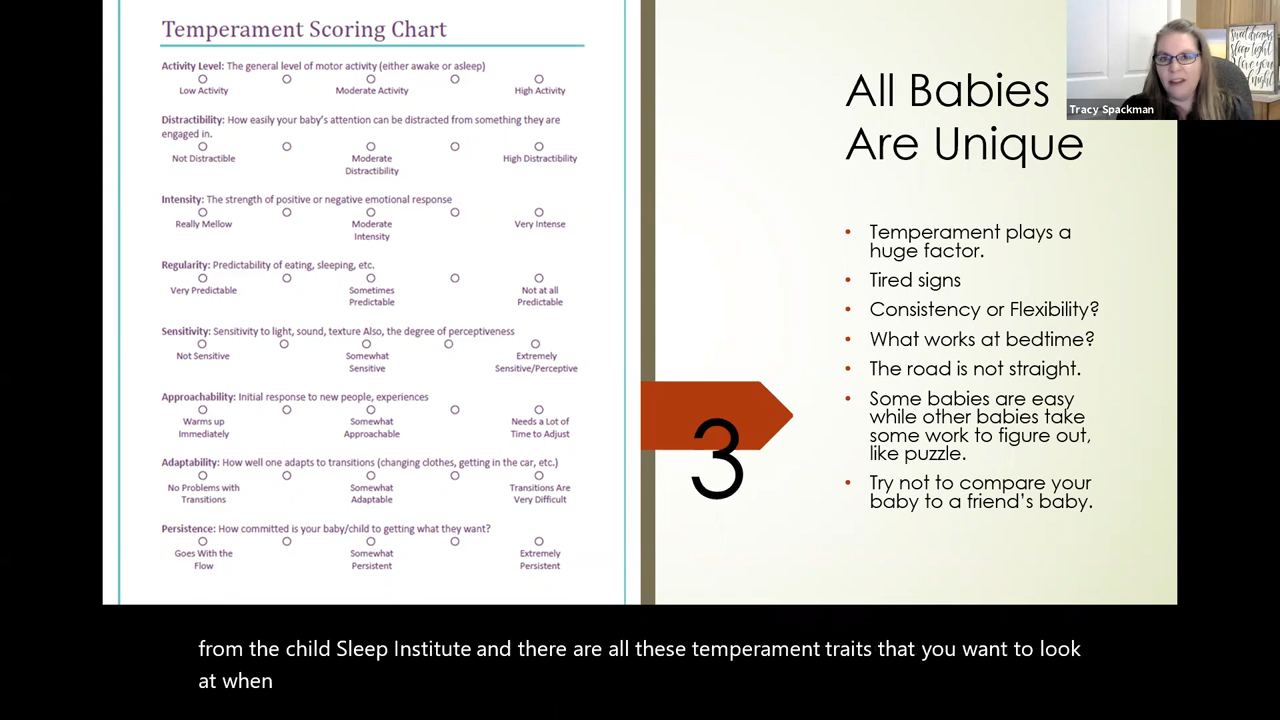 Temperament Scoring Chart
Activity Level: The general level of motor activity (either awake or asleep)
Low Activity
Moderate Activity
High Activity
Distractibility: How easily your baby's attention can be distracted from something they are
engaged in.
Not Distractible
Moderate
Distractibility
High Distractibility
Intensity: The strength of positive or negative emotional response
Really Mellow
Moderate
Intensity
Very Intense
Regularity: Predictability of eating, sleeping, etc.
Very Predictable
Sometimes
Predictable
Not at all
Predictable
Sensitivity: Sensitivity to light, sound, texture Also, the degree of perceptiveness
Not Sensitive
Somewhat
Sensitive
Extremely
Sensitive/Perceptive
Approachability: Initial response to new people, experiences
Warms up
Immediately
Somewhat
Approachable
Needs a Lot of
Time to Adjust
Adaptability: How well one adapts to transitions (changing clothes, getting in the car, etc.)
No Problems with
Transitions
Somewhat
Adaptable
Transitions Are
Very Difficult
Persistence: How committed is your baby/child to getting what they want?
Goes With the
Flow
Somewhat
Persistent
Extremely
Persistent
3
All Babies
Are Unique
• Temperament plays a
huge factor.
• Tired signs
• Consistency or Flexibility?
• What works at bedtime?
• The road is not straight.
• Some babies are easy
while other babies take
some work to figure out,
like puzzle.
• Try not to compare your
baby to a friend's baby.
Tracy Spackman
sweet dreams
sleep tight
love you
night
from the child Sleep Institute and there are all these temperament traits that you want to look
at when